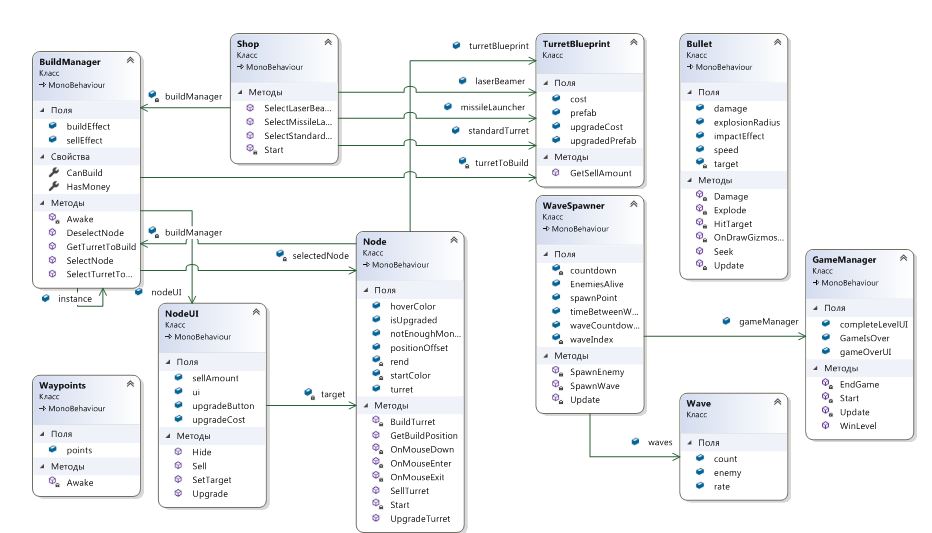 BuildManager
Класс
MonoBehaviour
Поля
buildEffect
sellEffect
Свойства
CanBuild
HasMoney
Методы
Awake
DeselectNode
GetTurretToBuild
SelectNode
SelectTurretTo...
instance
Shop
Класс
MonoBehaviour
Методы
SelectLaserBea...
SelectMissileLa...
SelectStandard...
Start
buildManager
turretBlueprint
laserBeamer
missileLauncher
standardTurret
turretToBuild
TurretBlueprint
Класс
Поля
cost
prefab
upgradeCost
upgradedPrefab
Методы
GetSellAmount
Bullet
Класс
MonoBehaviour
Поля
damage
explosionRadius
impactEffect
speed
target
Методы
Damage
Explode
HitTarget
OnDrawGizmos...
Seek
Update
buildManager
selectedNode
nodeUI
NodeUI
Класс
MonoBehaviour
Поля
sellAmount
ui
upgradeButton
upgradeCost
Методы
Hide
Sell
SetTarget
Upgrade
target
Node
Класс
MonoBehaviour
Поля
hoverColor
isUpgraded
notEnoughMon...
positionOffset
rend
startColor
turret
Методы
BuildTurret
GetBuildPosition
OnMouseDown
OnMouseEnter
OnMouseExit
SellTurret
Start
UpgradeTurret
WaveSpawner
Класс
MonoBehaviour
Поля
countdown
EnemiesAlive
spawnPoint
timeBetweenW...
waveCountdow...
waveIndex
Методы
SpawnEnemy
SpawnWave
Update
gameManager
GameManager
Класс
MonoBehaviour
Поля
completeLevelUI
GameIsOver
gameOverUI
Методы
EndGame
Start
Update
WinLevel
waves
Wave
Класс
Поля
count
enemy
rate
Waypoints
Класс
MonoBehaviour
Поля
points
Методы
Awake